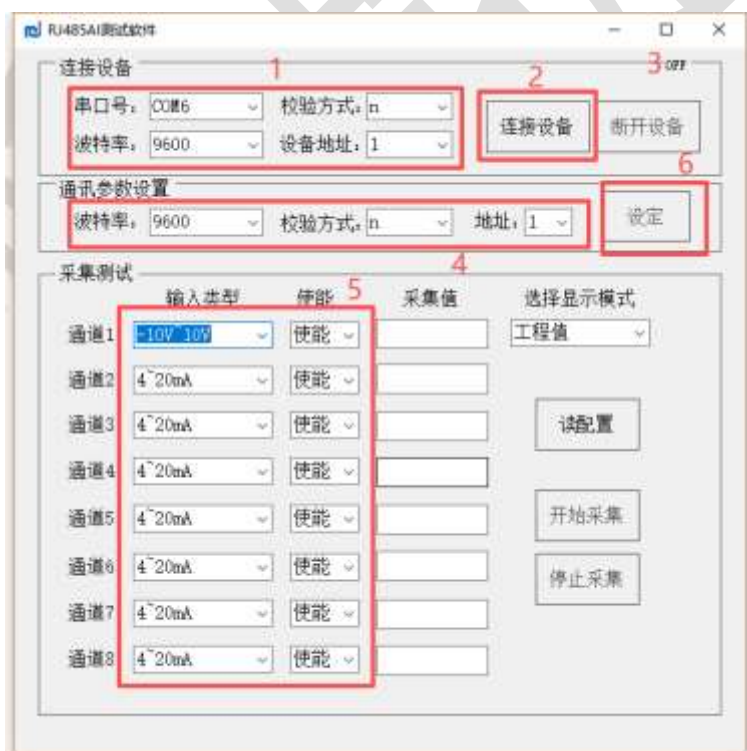 RJ485AI测试软件
连接设备 1 2 3 OFF
串口号: COM6 校验方式: n 连接设备 断开设备
波特率: 9600 设备地址: 1
6
通讯参数设置
波特率: 9600 校验方式: n 地址: 1 设定
4
采集测试
输入类型 使能 5 采集值 选择显示模式
通道1 -10V~10V 使能 工程值
通道2 4~20mA 使能
通道3 4~20mA 使能 读配置
通道4 4~20mA 使能
通道5 4~20mA 使能 开始采集
通道6 4~20mA 使能 停止采集
通道7 4~20mA 使能
通道8 4~20mA 使能